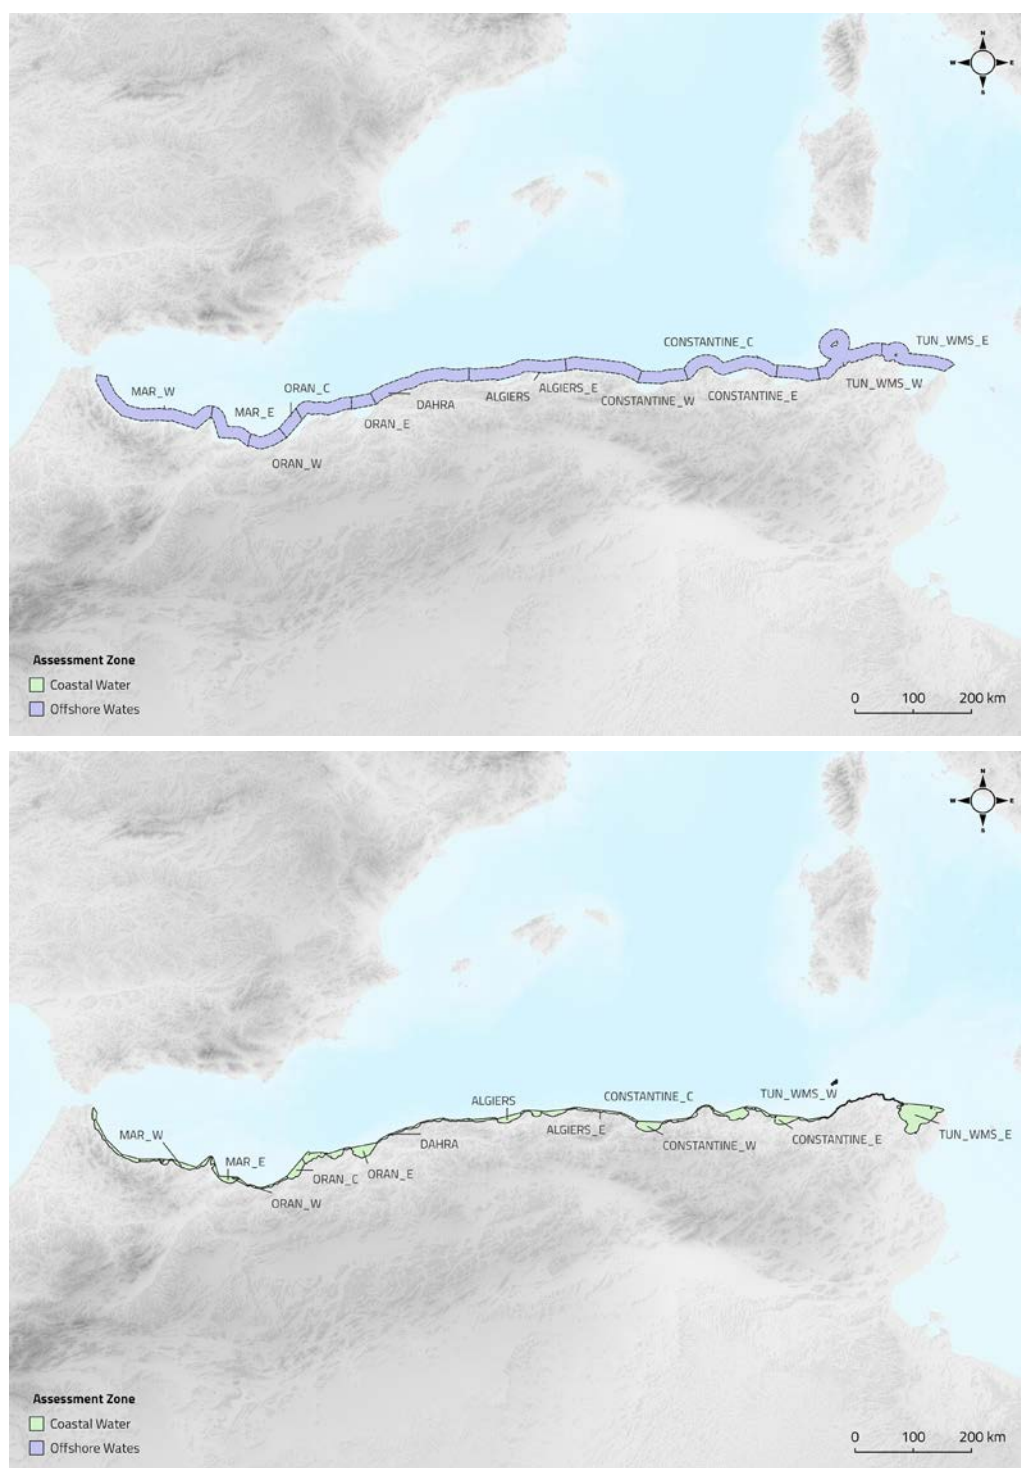 N
W E
S
CONSTANTINE_C
TUN_WMS_E
MAR_W
ORAN_C
ALGIERS_E
TUN_WMS_W
MAR_E
DAHRA
ALGIERS
CONSTANTINE_W
CONSTANTINE_E
ORAN_E
ORAN_W
Assessment Zone
Coastal Water
Offshore Wates
0 100 200 km
N
W E
S
TUN_WMS_W
CONSTANTINE_C
ALGIERS
MAR_W
ALGIERS_E
DAHRA
CONSTANTINE_W
CONSTANTINE_E
TUN_WMS_E
MAR_E
ORAN_C
ORAN_E
ORAN_W
Assessment Zone
Coastal Water
Offshore Wates
0 100 200 km